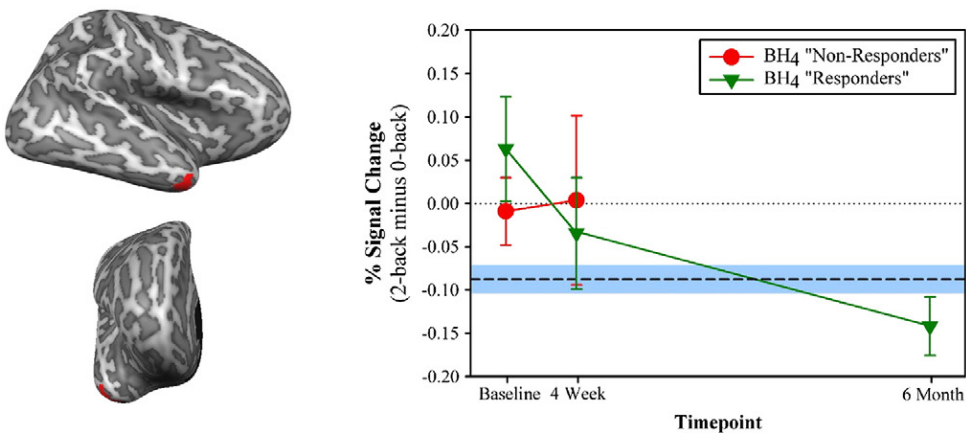 0.20
0.15
0.10
0.05
0.00
-0.05
-0.10
-0.15
-0.20
% Signal Change
(2-back minus 0-back)
BH4 "Non-Responders"
BH4 "Responders"
Baseline 4 Week 6 Month
Timepoint